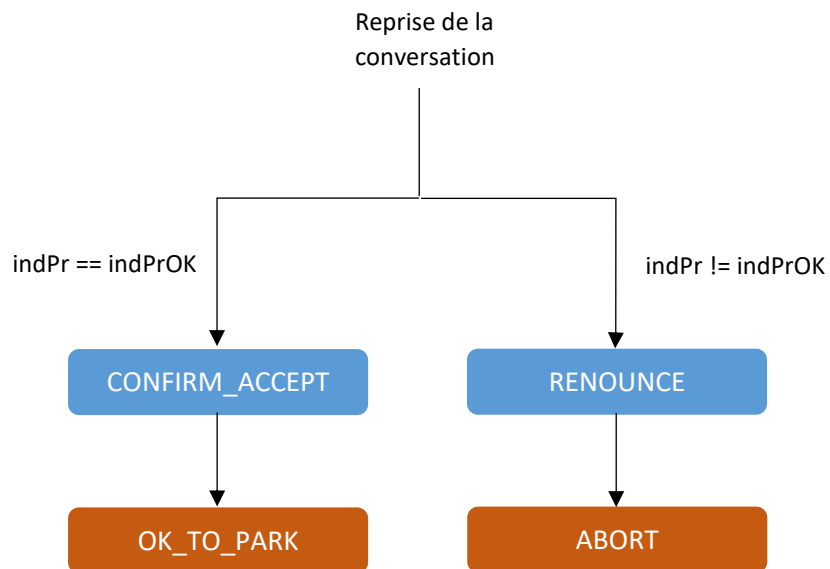 Reprise de la
conversation
indPr == indPrOK
indPr != indPrOK
CONFIRM_ACCEPT
RENOUNCE
OK_TO_PARK
ABORT